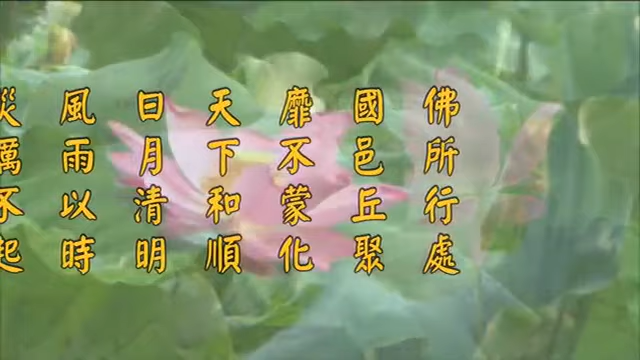 佛所行處
國邑丘聚
靡不蒙化
天下和順
日月清明
風雨以時
災厲不起